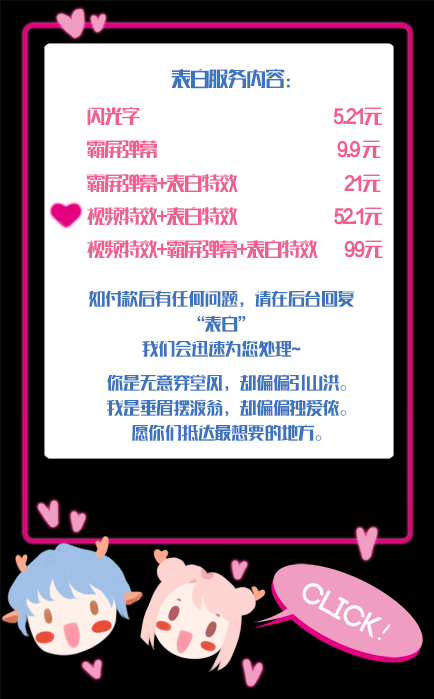 表白服务内容：
闪光字 5.21元
霸屏弹幕 9.9元
霸屏弹幕+表白特效 21元
视频特效+表白特效 52.1元
视频特效+霸屏弹幕+表白特效 99元
如付款后有任何问题，请在后台回复
“表白”
我们会迅速为您处理~
你是无意穿堂风，却偏偏引山洪。
我是垂眉摆渡翁，却偏偏独爱侬。
愿你们抵达最想要的地方。
CLICK!